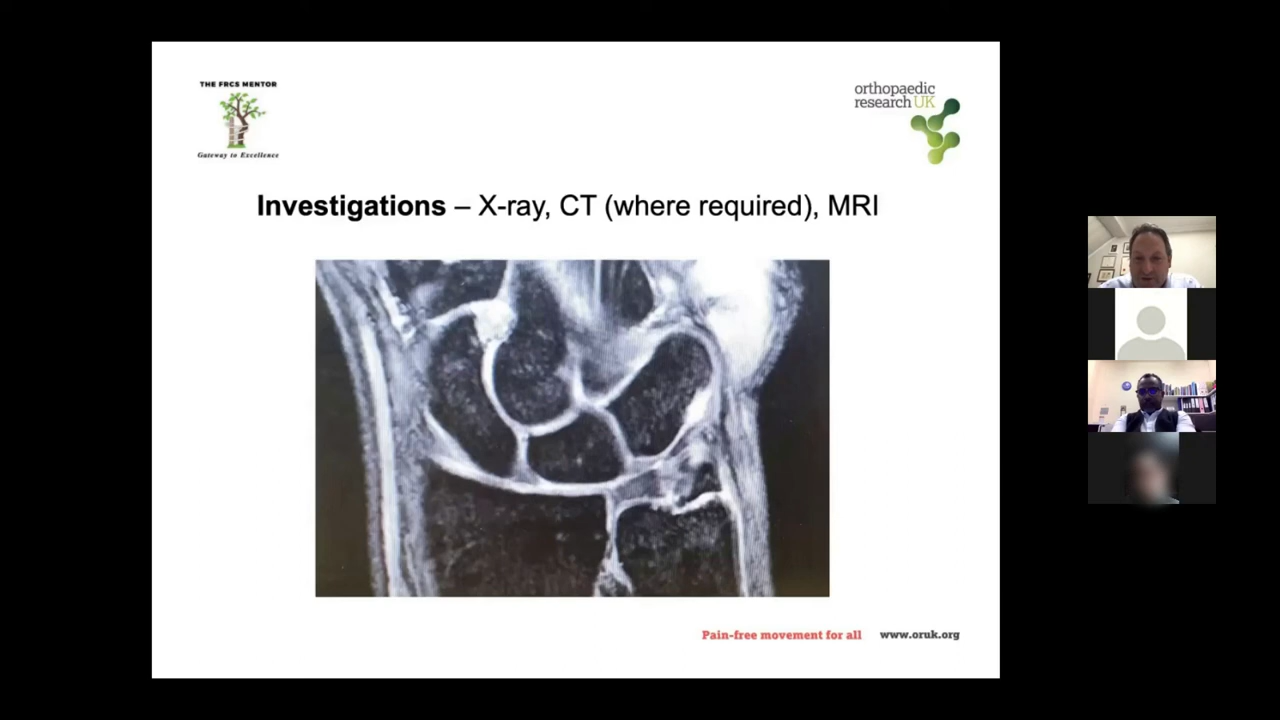 THE FRCS MENTOR
Gateway to Excellence
orthopaedic
research UK
Investigations – X-ray, CT (where required), MRI
Pain-free movement for all www.oruk.org